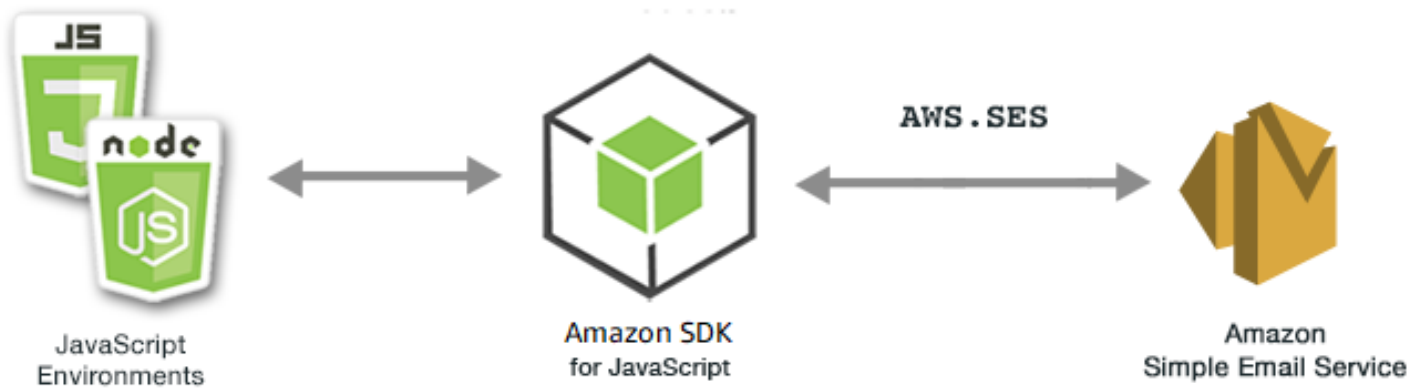 JS
node
JS
AWS.SES
JavaScript
Environments
Amazon SDK
for JavaScript
Amazon
Simple Email Service